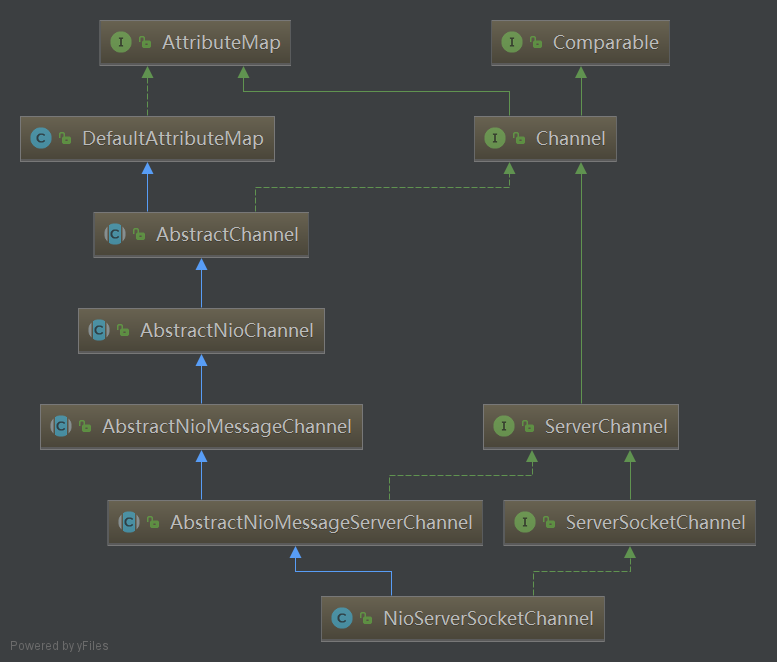 I AttributeMap
I Comparable
C DefaultAttributeMap
I Channel
C AbstractChannel
C AbstractNioChannel
C AbstractNioMessageChannel
I ServerChannel
C AbstractNioMessageServerChannel
I ServerSocketChannel
C NioServerSocketChannel
Powered by yFiles